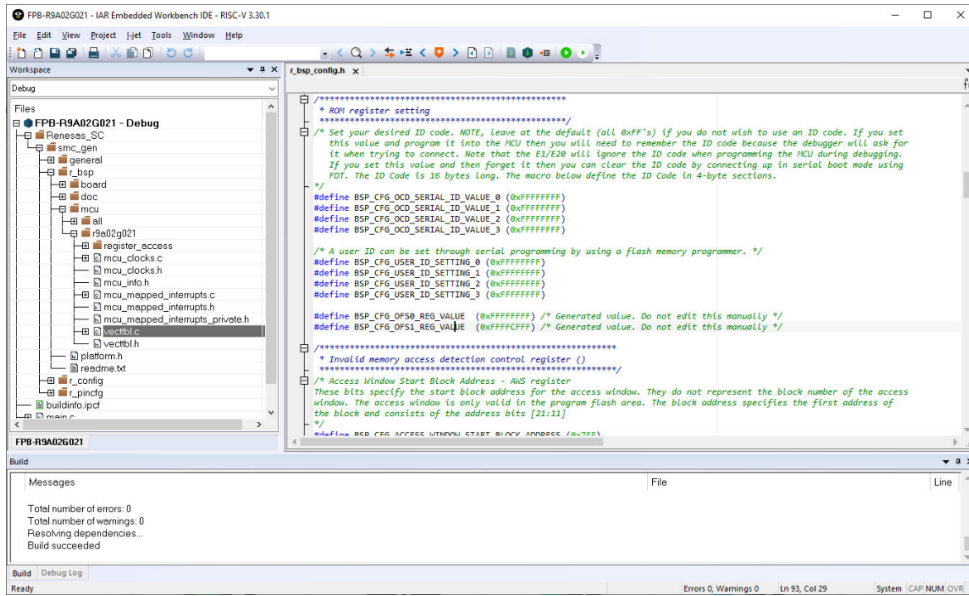 FPB-R9A02G021 - IAR Embedded Workbench IDE - RISC-V 3.30.1
File Edit View Project I-jet Tools Window Help
Workspace
r_bsp_config.h
Debug
Files
FPB-R9A02G021 - Debug
Renesas_SC
smc_gen
general
r_bsp
board
doc
mcu
all
r9a02g021
register_access
mcu_clocks.c
mcu_clocks.h
mcu_info.h
mcu_mapped_interrupts.c
mcu_mapped_interrupts.h
mcu_mapped_interrupts_private.h
vecttbl.c
vecttbl.h
platform.h
readme.txt
r_config
r_pincfg
buildinfo.ipcf
main.c
FPB-R9A02G021
/**************************************************
* ROM register setting
**************************************************/
/* Set your desired ID code. NOTE, leave at the default (all 0xFF's) if you do not wish to use an ID code. If you set
this value and program it into the MCU then you will need to remember the ID code because the debugger will ask for
it when trying to connect. Note that the E1/E20 will ignore the ID code when programming the MCU during debugging.
If you set this value and then forget it then you can clear the ID code by connecting up in serial boot mode using
FDT. The ID Code is 16 bytes long. The macro below define the ID Code in 4-byte sections.
*/
#define BSP_CFG_OCD_SERIAL_ID_VALUE_0 (0xFFFFFFFF)
#define BSP_CFG_OCD_SERIAL_ID_VALUE_1 (0xFFFFFFFF)
#define BSP_CFG_OCD_SERIAL_ID_VALUE_2 (0xFFFFFFFF)
#define BSP_CFG_OCD_SERIAL_ID_VALUE_3 (0xFFFFFFFF)
/* A user ID can be set through serial programming by using a flash memory programmer. */
#define BSP_CFG_USER_ID_SETTING_0 (0xFFFFFFFF)
#define BSP_CFG_USER_ID_SETTING_1 (0xFFFFFFFF)
#define BSP_CFG_USER_ID_SETTING_2 (0xFFFFFFFF)
#define BSP_CFG_USER_ID_SETTING_3 (0xFFFFFFFF)
#define BSP_CFG_OFS0_REG_VALUE (0xFFFFFFFF) /* Generated value. Do not edit this manually */
#define BSP_CFG_OFS1_REG_VALUE (0xFFFFCFFF) /* Generated value. Do not edit this manually */
/************************************************************
* Invalid memory access detection control register ()
************************************************************/
/* Access Window Start Block Address - AWS register
These bits specify the start block address for the access window. They do not represent the block number of the access
window. The access window is only valid in the program flash area. The block address specifies the first address of
the block and consists of the address bits [21:11]
*/
#define BSP_CFG_ACCESS_WINDOW_START_BLOCK_ADDRESS (0x7FF)
Build
Messages File Line
Total number of errors: 0
Total number of warnings: 0
Resolving dependencies...
Build succeeded
Build Debug Log
Ready Errors 0, Warnings 0 Ln 93, Col 29 System CAP NUM OVR